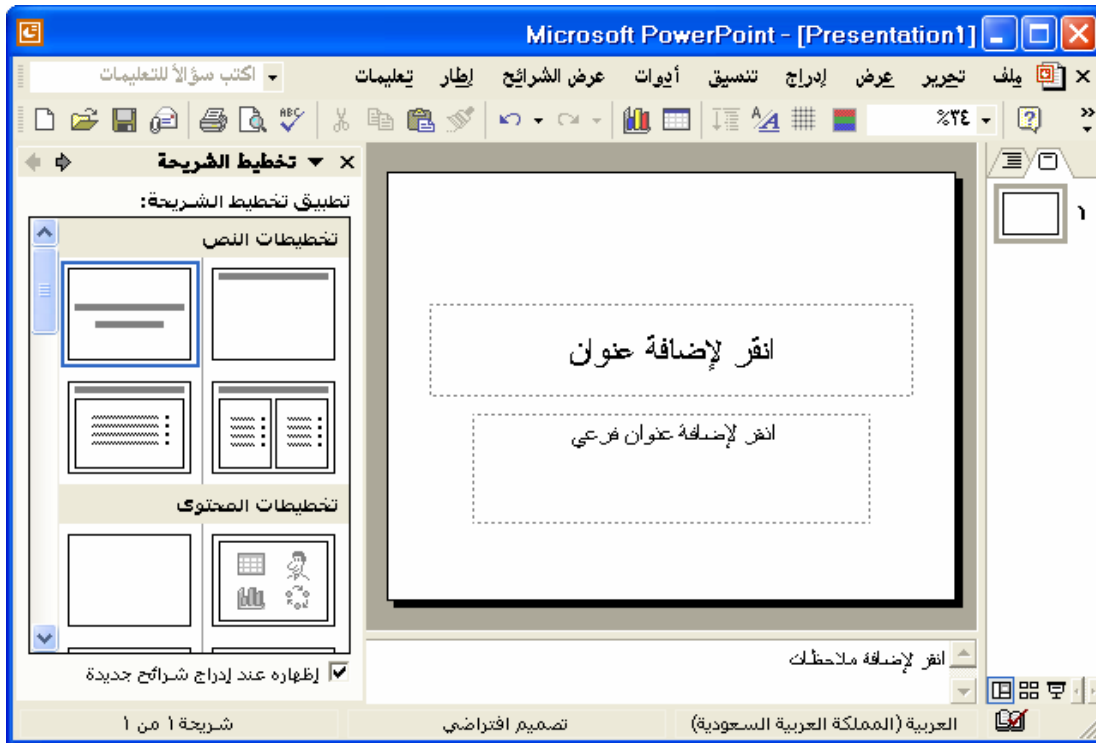 Microsoft PowerPoint - [Presentation١]
ملف تحرير عرض إدراج تنسيق أدوات عرض الشرائح إطار تعليمات اكتب سؤالاً للتعليمات
٣٤% ABC
تخطيط الشريحة
تطبيق تخطيط الشريحة:
تخطيطات النص
تخطيطات المحتوى
إظهاره عند إدراج شرائح جديدة
١
انقر لإضافة عنوان
انقر لإضافة عنوان فرعي
انقر لإضافة ملاحظات
العربية (المملكة العربية السعودية) تصميم افتراضي شريحة ١ من ١